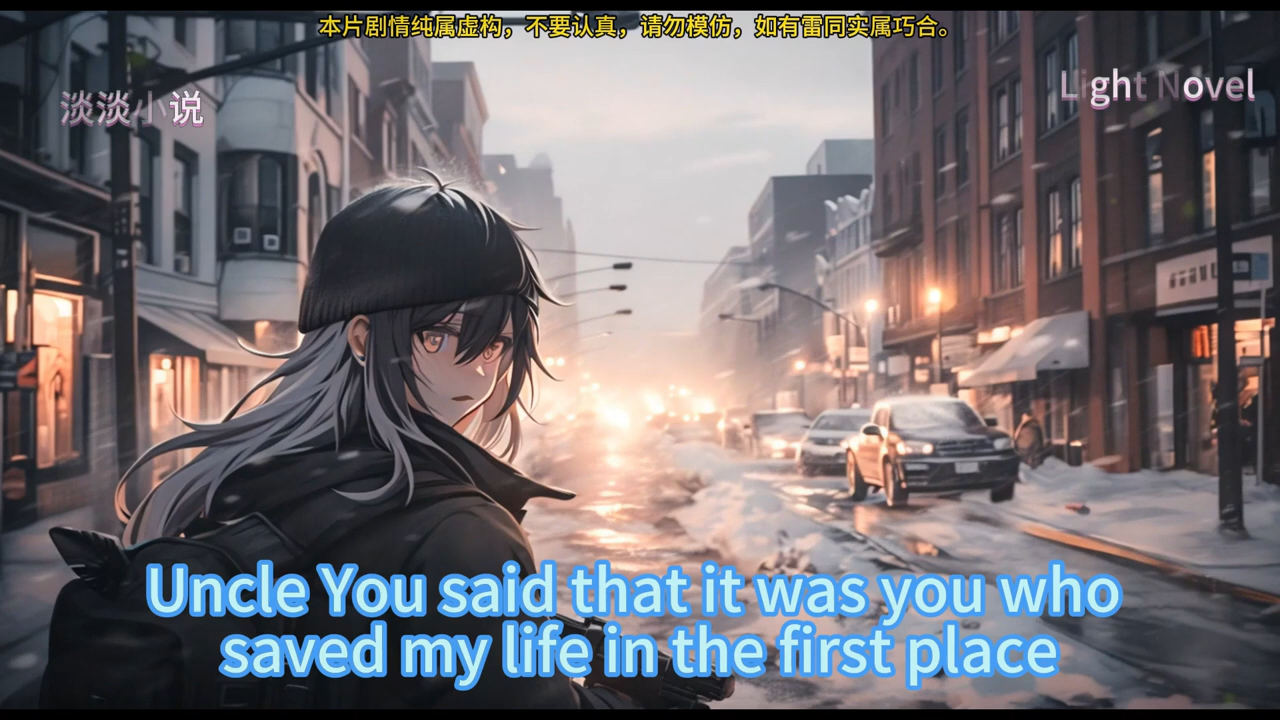 本片剧情纯属虚构，不要认真，请勿模仿，如有雷同实属巧合。
淡淡小说
Light Novel
Uncle You said that it was you who
saved my life in the first place